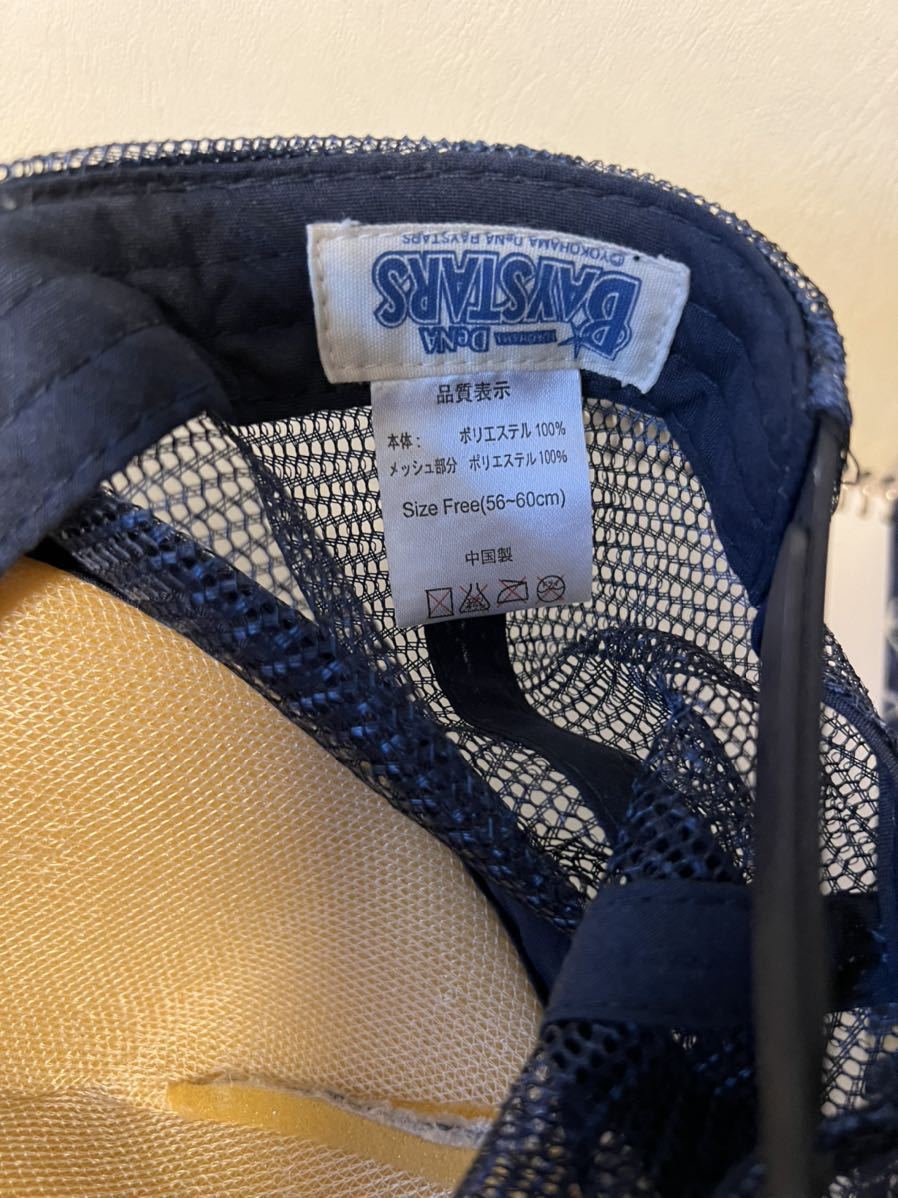 ©YOKOHAMA DeNA BAYSTARS
BAYSTARS
YOKOHAMA DeNA
品質表示
本体: ポリエステル 100%
メッシュ部分 ポリエステル 100%
Size Free(56~60cm)
中国製